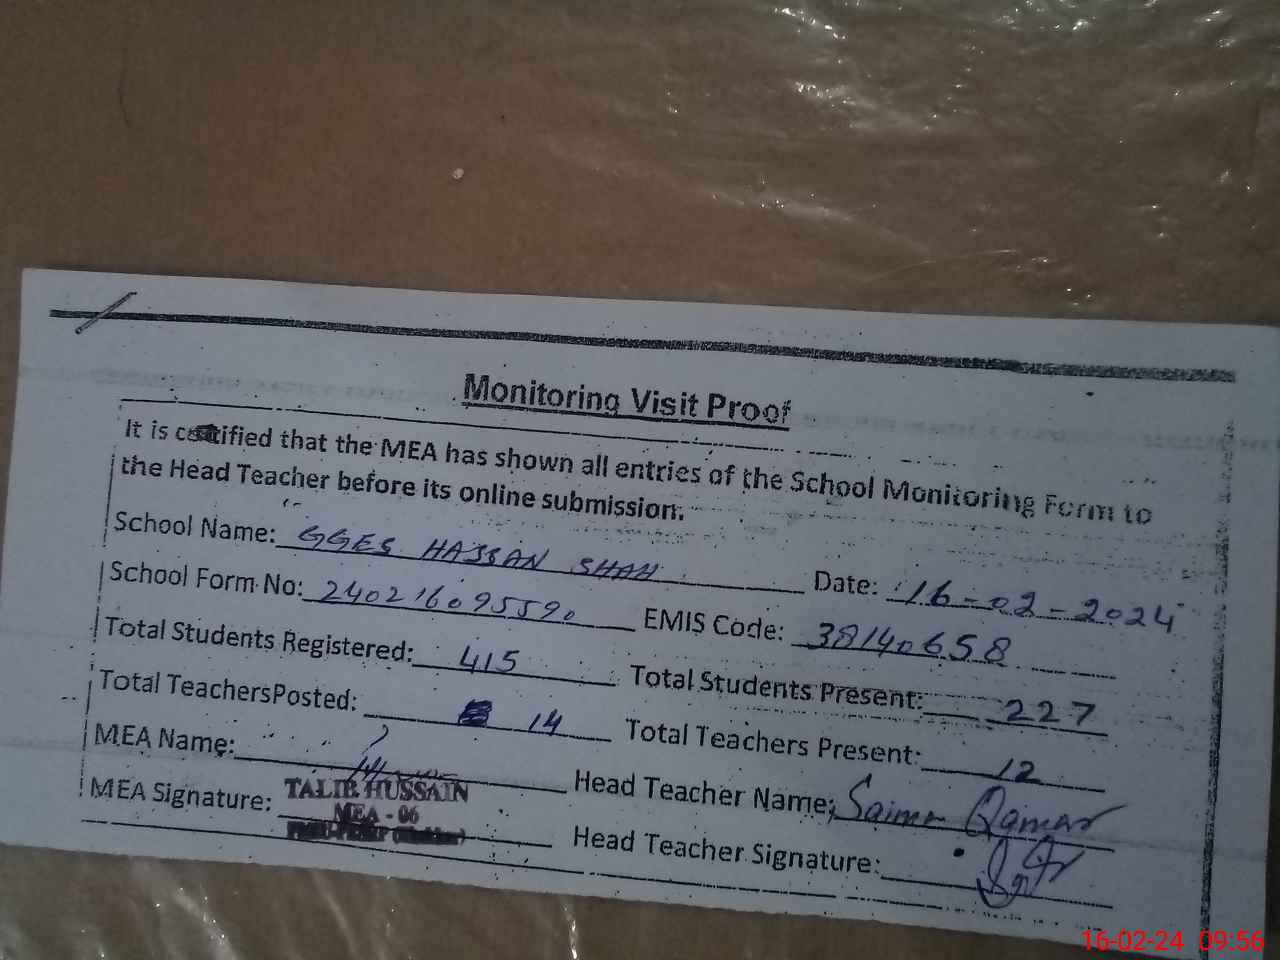 Monitoring Visit Proof
It is certified that the MEA has shown all entries of the School Monitoring Form to
the Head Teacher before its online submission.
School Name: GGES HASSAN SHAH Date: 16-02-2024
School Form No: 240216095590 EMIS Code: 38140658
Total Students Registered: 415 Total Students Present: 227
Total TeachersPosted: 14 Total Teachers Present: 12
MEA Name: Head Teacher Name: Saima Qamar
MEA Signature: TALIB HUSSAIN Head Teacher Signature:
MEA - 06
16-02-24 09:56